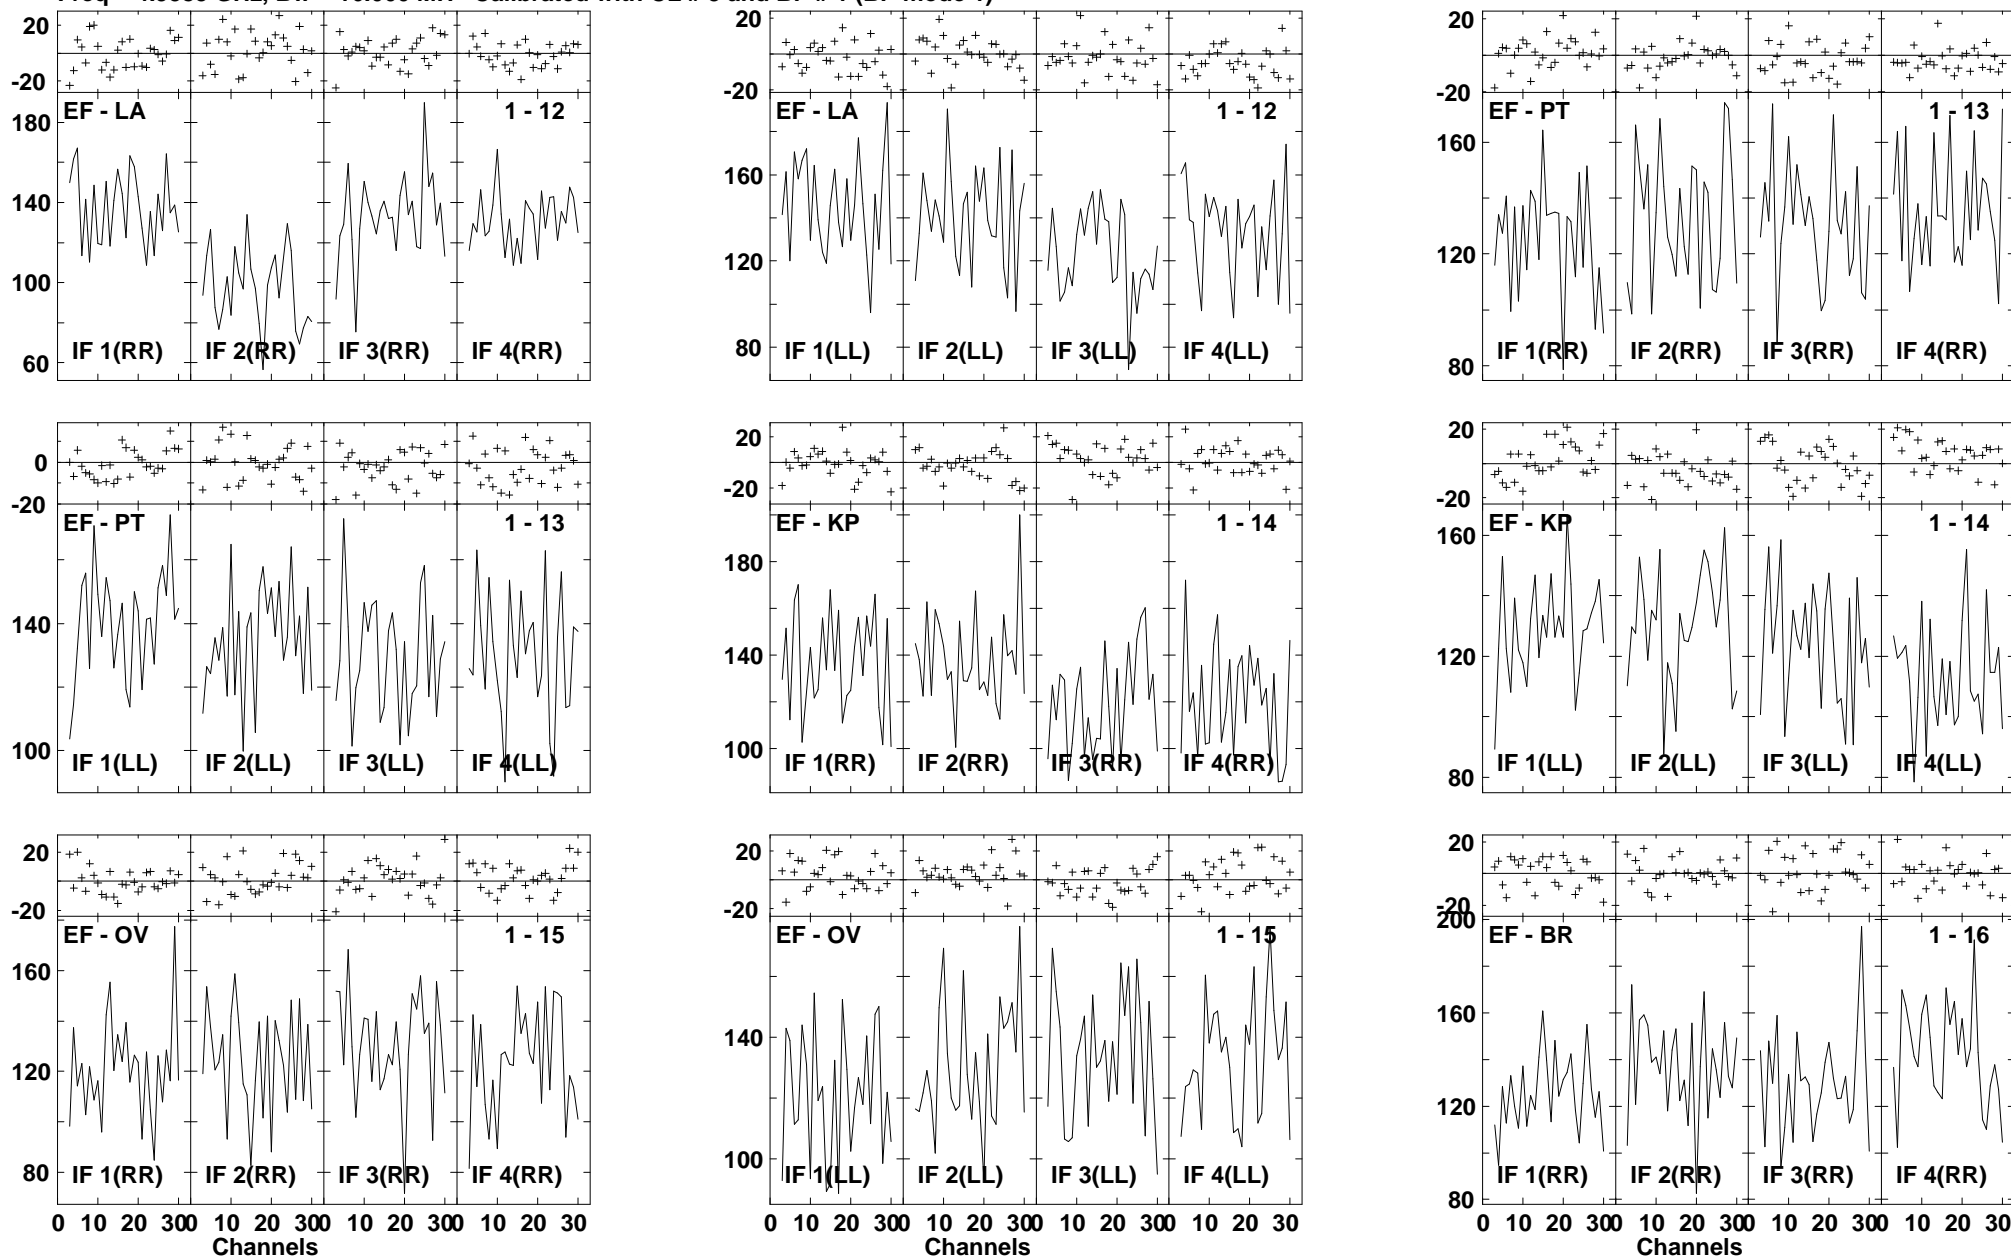 20 20 20
0 0 0
-20 -20 -20
EF - LA 1 - 12 EF - LA 1 - 12 EF - PT 1 - 13
180 160 160
140 120 120
100 80 80
60
IF 1(RR) IF 2(RR) IF 3(RR) IF 4(RR) IF 1(LL) IF 2(LL) IF 3(LL) IF 4(LL) IF 1(RR) IF 2(RR) IF 3(RR) IF 4(RR)
0 20 20
-20 0 0
-20 -20
EF - PT 1 - 13 EF - KP 1 - 14 EF - KP 1 - 14
140 180 160
100 140 120
100 80
IF 1(LL) IF 2(LL) IF 3(LL) IF 4(LL) IF 1(RR) IF 2(RR) IF 3(RR) IF 4(RR) IF 1(LL) IF 2(LL) IF 3(LL) IF 4(LL)
20 20 20
0 0 0
-20 -20 -20
EF - OV 1 - 15 EF - OV 1 - 15 EF - BR 1 - 16
160 140 200
120 100 160
80 120
80
IF 1(RR) IF 2(RR) IF 3(RR) IF 4(RR) IF 1(LL) IF 2(LL) IF 3(LL) IF 4(LL) IF 1(RR) IF 2(RR) IF 3(RR) IF 4(RR)
0 10 20 300 10 20 300 10 20 300 10 20 30 0 10 20 300 10 20 300 10 20 300 10 20 30 0 10 20 300 10 20 300 10 20 300 10 20 30
Channels Channels Channels